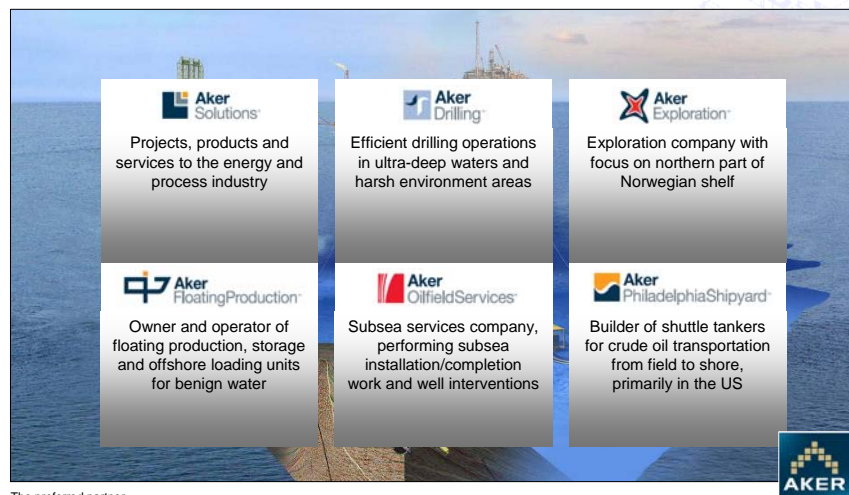 Aker
Solutions
Projects, products and
services to the energy and
process industry
Aker
Drilling
Efficient drilling operations
in ultra-deep waters and
harsh environment areas
Aker
Exploration
Exploration company with
focus on northern part of
Norwegian shelf
Aker
FloatingProduction
Owner and operator of
floating production, storage
and offshore loading units
for benign water
Aker
OilfieldServices
Subsea services company,
performing subsea
installation/completion
work and well interventions
Aker
PhiladelphiaShipyard
Builder of shuttle tankers
for crude oil transportation
from field to shore,
primarily in the US
AKER
The preferred partner